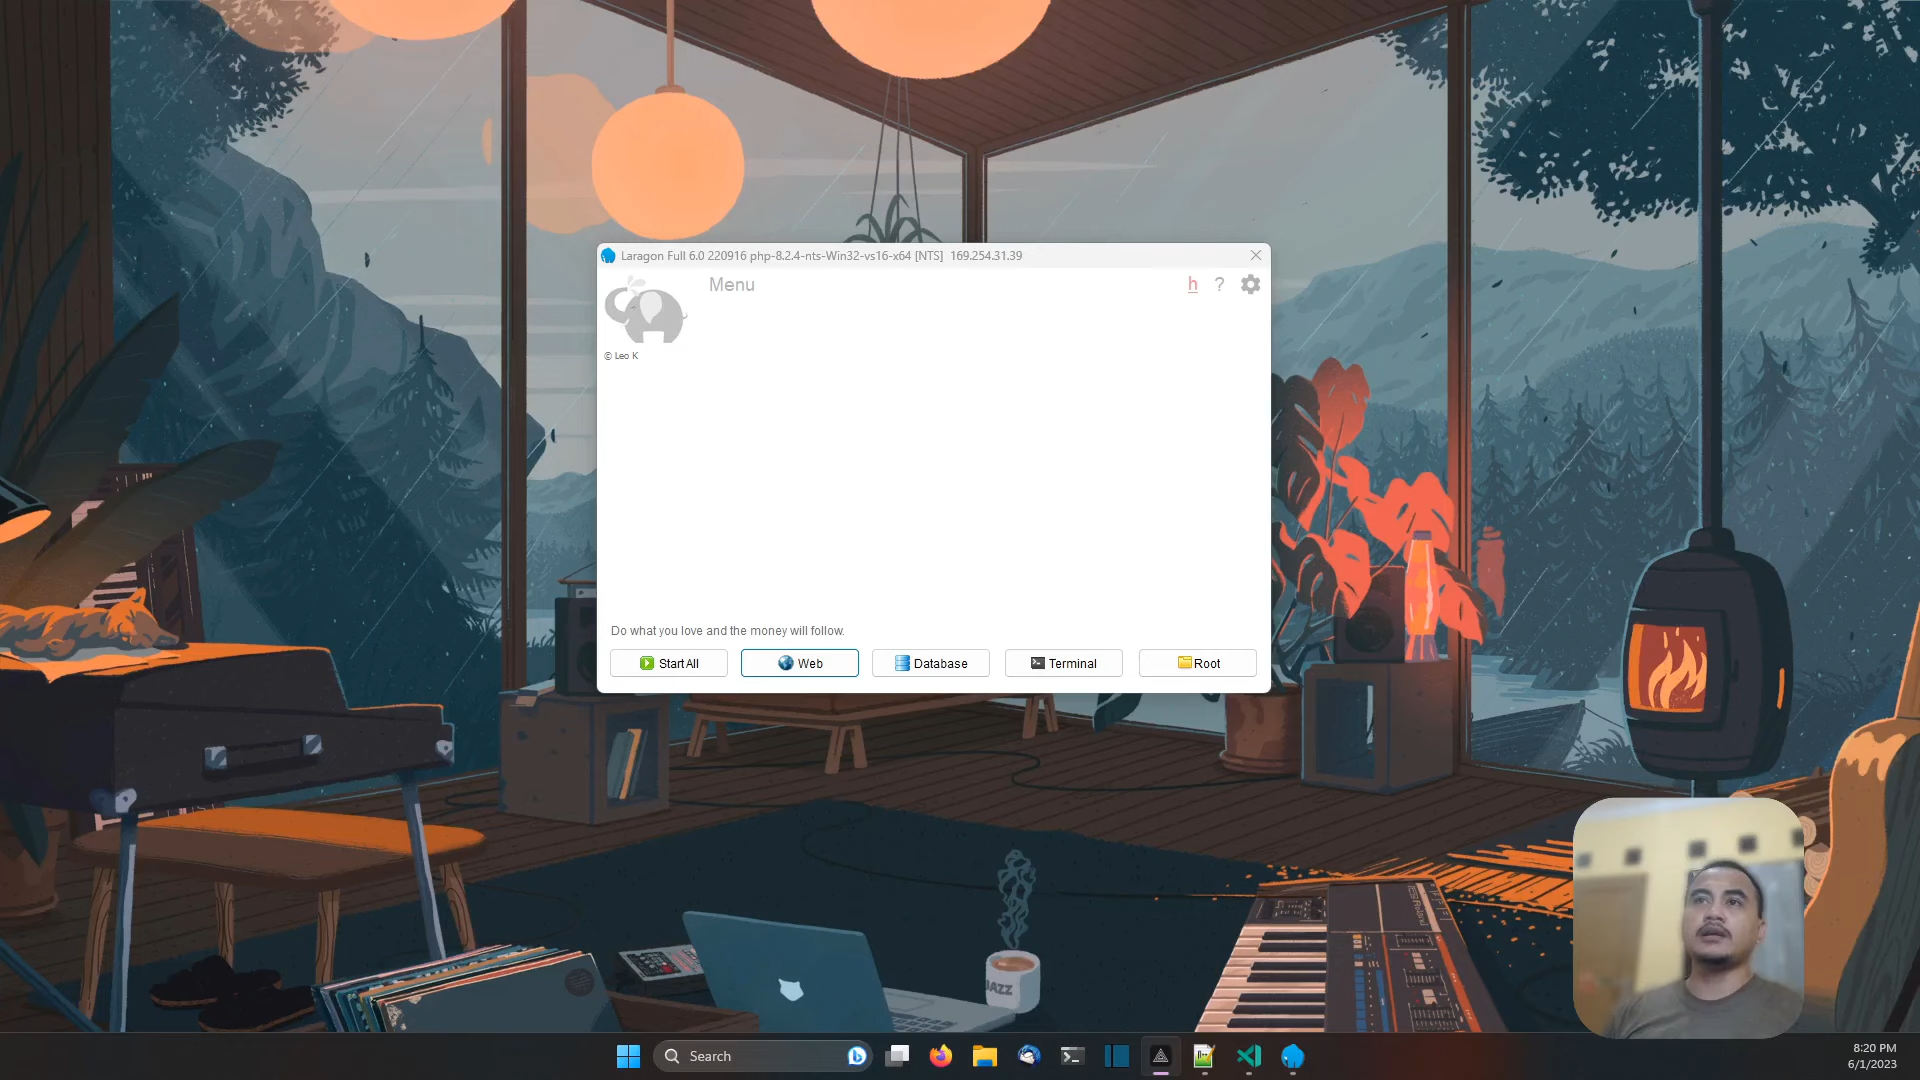 Laragon Full 6.0 220916 php-8.2.4-nts-Win32-vs16-x64 [NTS] 169.254.31.39
Menu
h ?
© Leo K
Do what you love and the money will follow.
Start All
Web
Database
Terminal
Root
JAZZ
Search
8:20 PM
6/1/2023